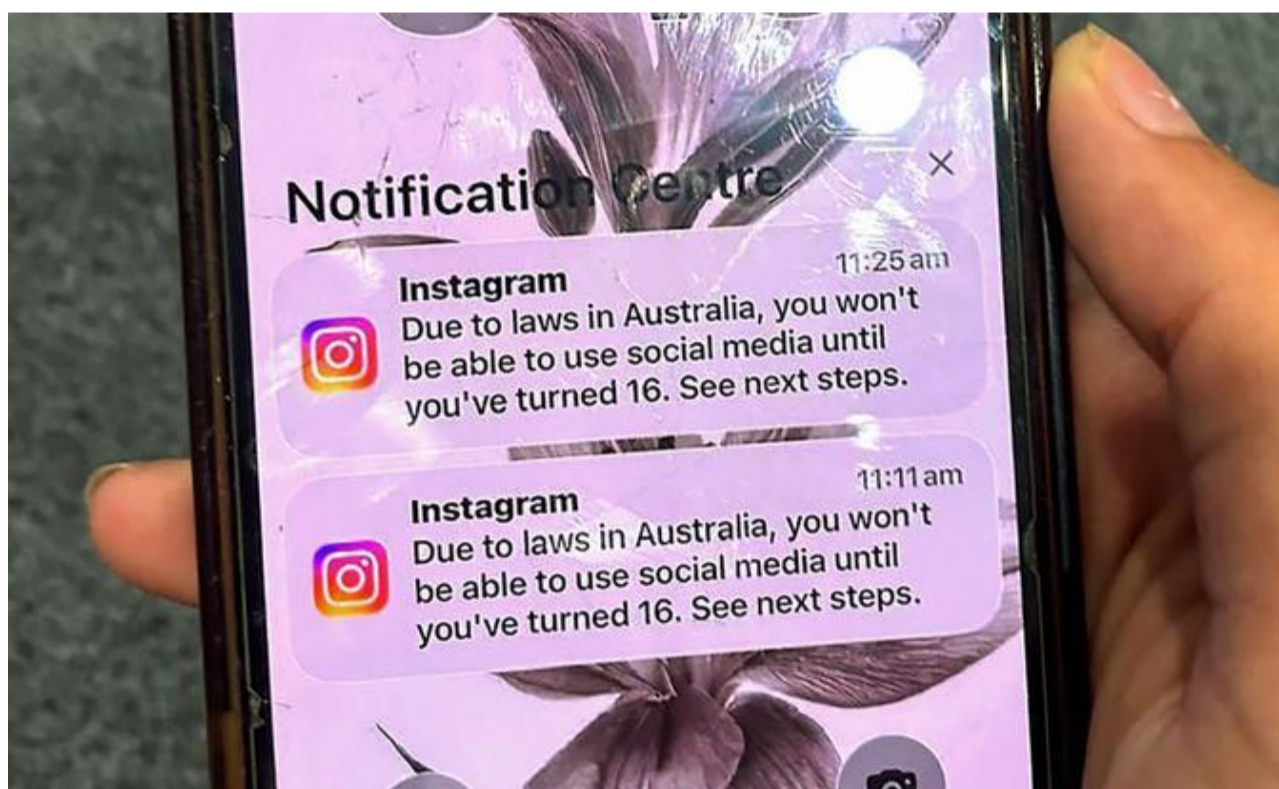 Notification Centre
Instagram
11:25 am
Due to laws in Australia, you won't
be able to use social media until
you've turned 16. See next steps.
Instagram
11:11 am
Due to laws in Australia, you won't
be able to use social media until
you've turned 16. See next steps.